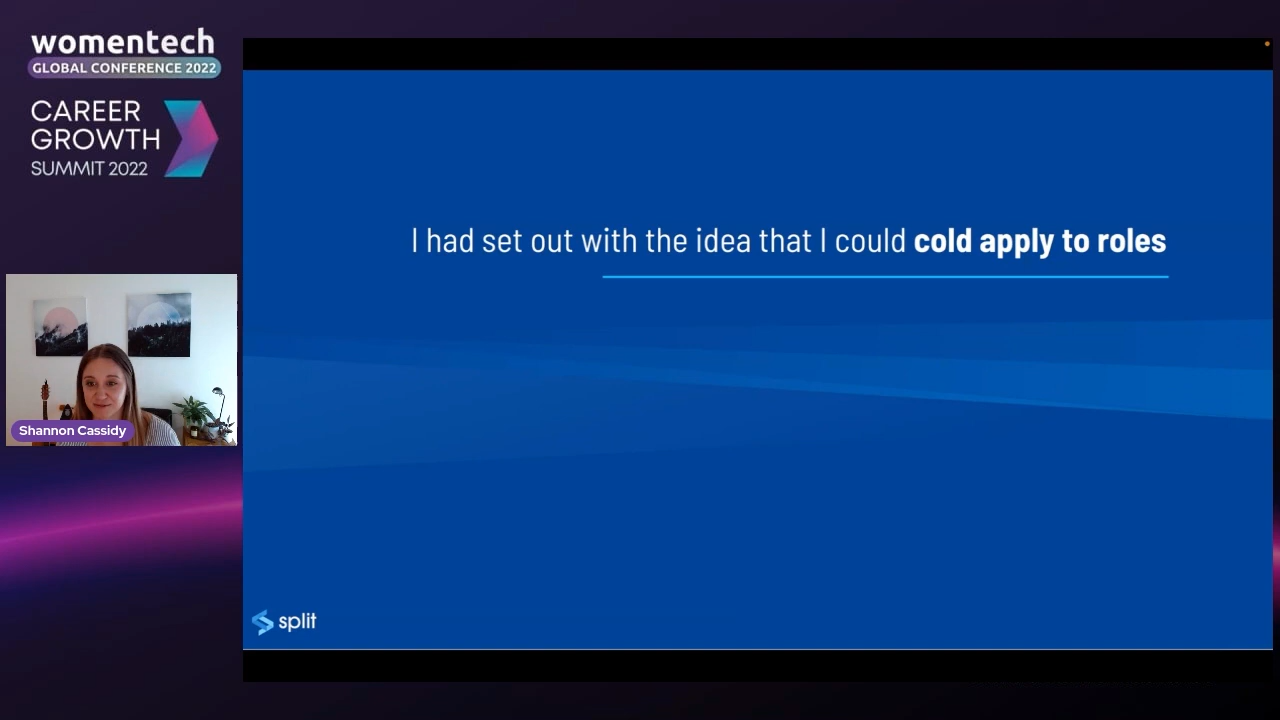 womentech
GLOBAL CONFERENCE 2022
CAREER
GROWTH
SUMMIT 2022
I had set out with the idea that I could cold apply to roles
Shannon Cassidy
split